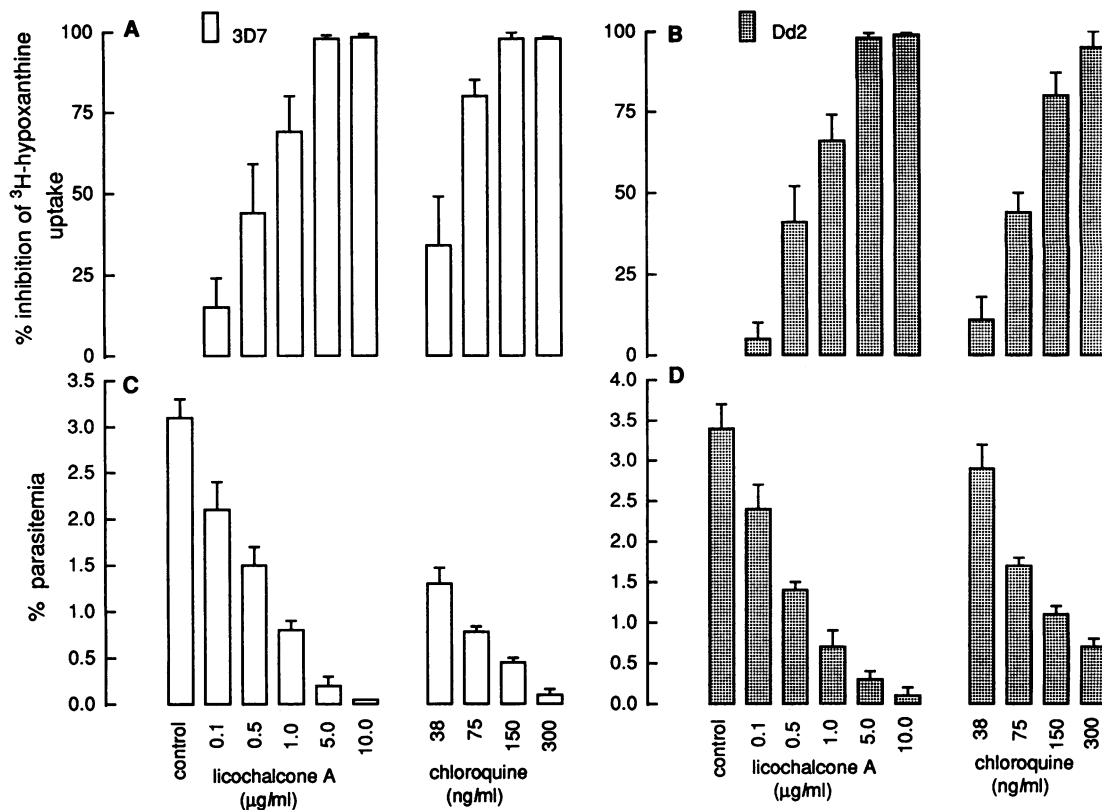 A
3D7
% inhibition of ³H-hypoxanthine
uptake
100
75
50
25
0
B
Dd2
100
75
50
25
0
C
% parasitemia
3.5
3.0
2.5
2.0
1.5
1.0
0.5
0.0
control
0.1
0.5
1.0
5.0
10.0
licochalcone A
(µg/ml)
38
75
150
300
chloroquine
(ng/ml)
D
4.0
3.5
3.0
2.5
2.0
1.5
1.0
0.5
0.0
control
0.1
0.5
1.0
5.0
10.0
licochalcone A
(µg/ml)
38
75
150
300
chloroquine
(ng/ml)